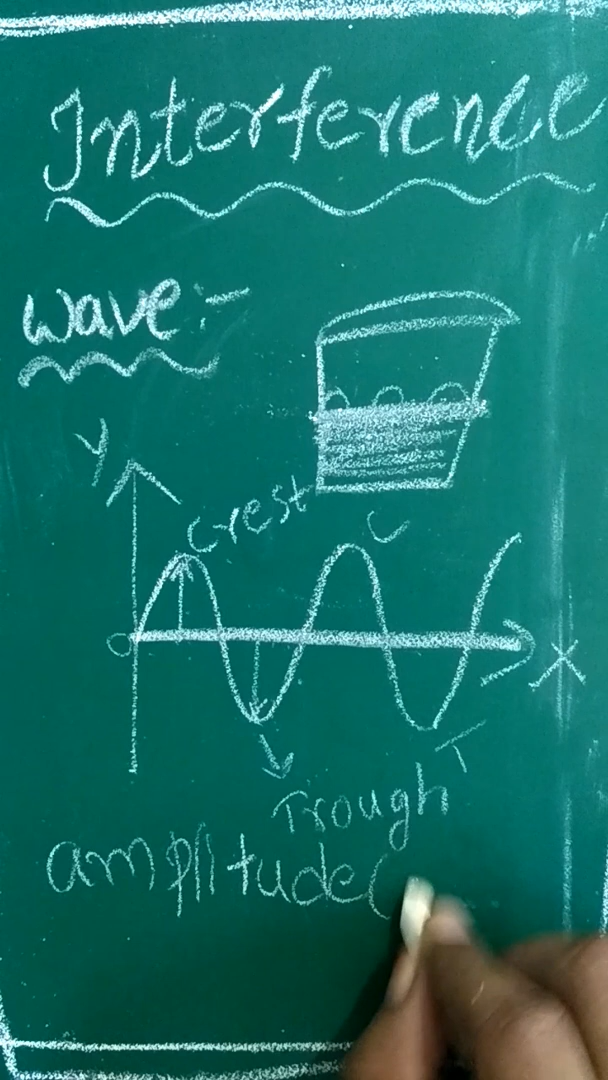 Interference
wave:-
Y
crest
C
O
X
T
Trough
amplitude(